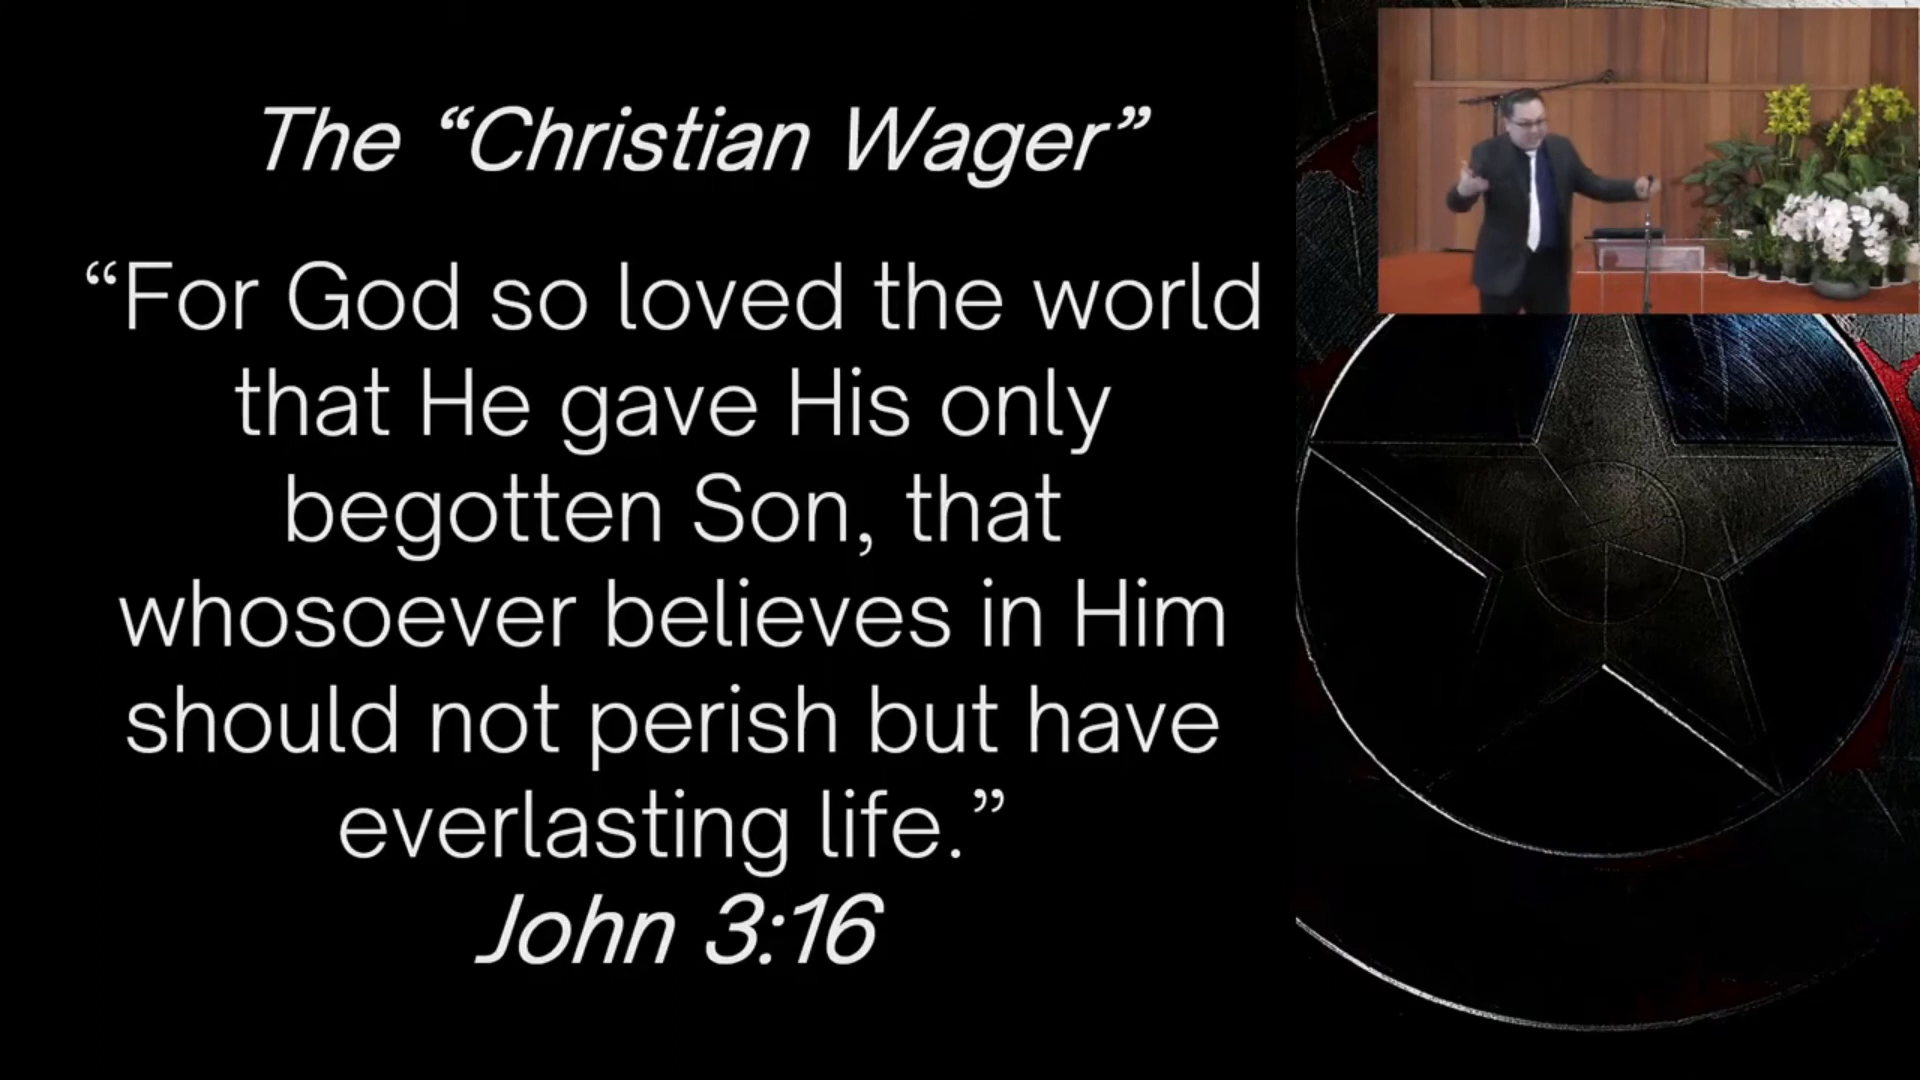 The “Christian Wager”
“For God so loved the world
that He gave His only
begotten Son, that
whosoever believes in Him
should not perish but have
everlasting life.”
John 3:16